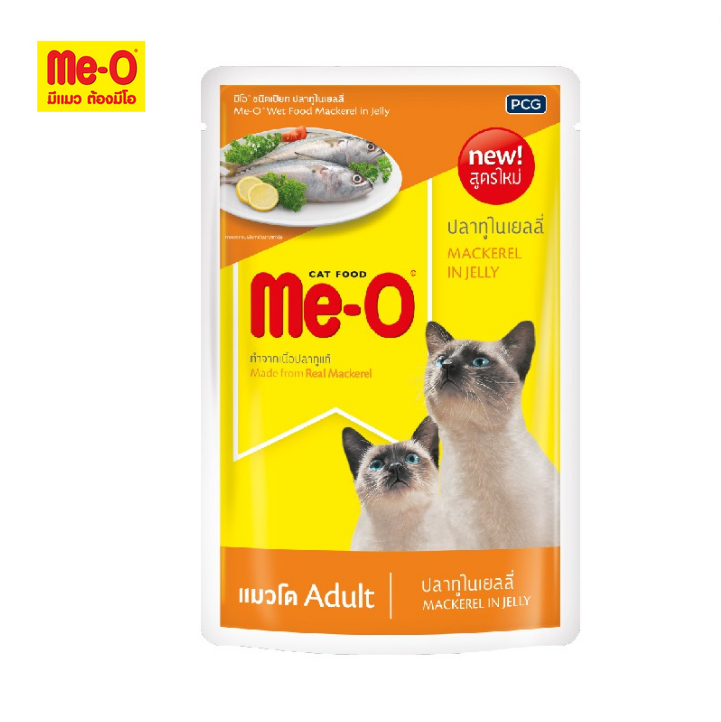 Me-O
มีแมว ต้องมีโอ
มีโอ® ชนิดเปียก ปลาทูในเยลลี่
Me-O® Wet Food Mackerel in Jelly
PCG
new!
สูตรใหม่
ปลาทูในเยลลี่
MACKEREL
IN JELLY
CAT FOOD
Me-O®
ทำจากเนื้อปลาทูแท้
Made from Real Mackerel
แมวโต Adult
ปลาทูในเยลลี่
MACKEREL IN JELLY